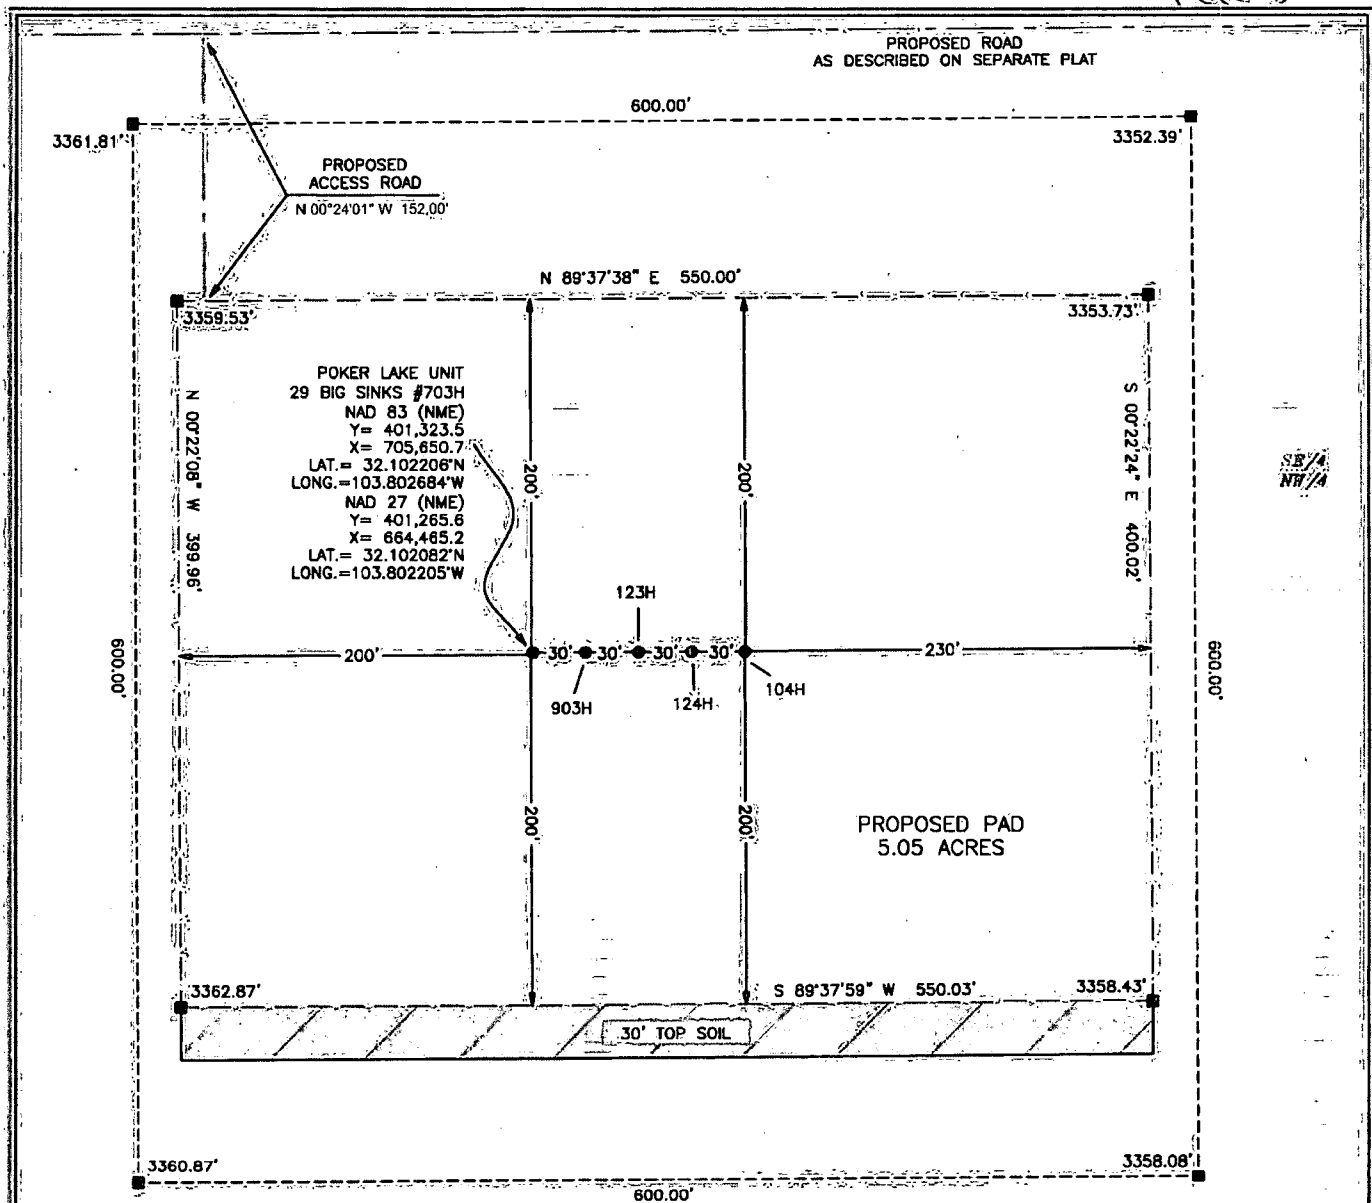 PROPOSED ROAD
AS DESCRIBED ON SEPARATE PLAT
600.00'
3361.81'
3352.39'
PROPOSED
ACCESS ROAD
N 00°24'01" W 152.00'
N 89°37'38" E 550.00'
3359.53'
3353.73'
POKER LAKE UNIT
29 BIG SINKS #703H
NAD 83 (NME)
Y= 401,323.5
X= 705,650.7
LAT.= 32.102206°N
LONG.=103.802684°W
NAD 27 (NME)
Y= 401,265.6
X= 664,465.2
LAT.= 32.102082°N
LONG.=103.802205°W
N 00°22'08" W 399.96'
200'
200'
S 00°22'24" E 400.02'
SE/4
NW/4
123H
600.00'
200'
30'
30'
30'
30'
230'
600.00'
903H
124H
104H
200'
200'
PROPOSED PAD
5.05 ACRES
3362.87'
S 89°37'59" W 550.03'
3358.43'
30' TOP SOIL
3360.87'
3358.08'
600.00'